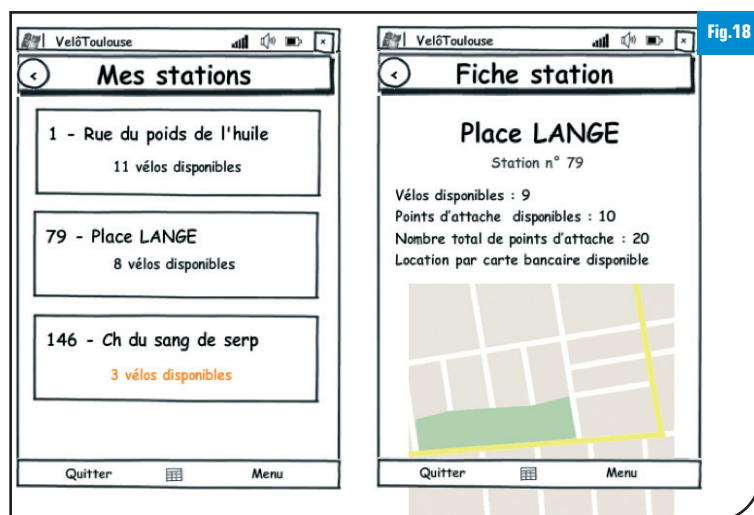 Fig.18
VelôToulouse
Mes stations
1 - Rue du poids de l'huile
11 vélos disponibles
79 - Place LANGE
8 vélos disponibles
146 - Ch du sang de serp
3 vélos disponibles
Quitter
Menu
VelôToulouse
Fiche station
Place LANGE
Station n° 79
Vélos disponibles : 9
Points d'attache disponibles : 10
Nombre total de points d'attache : 20
Location par carte bancaire disponible
Quitter
Menu